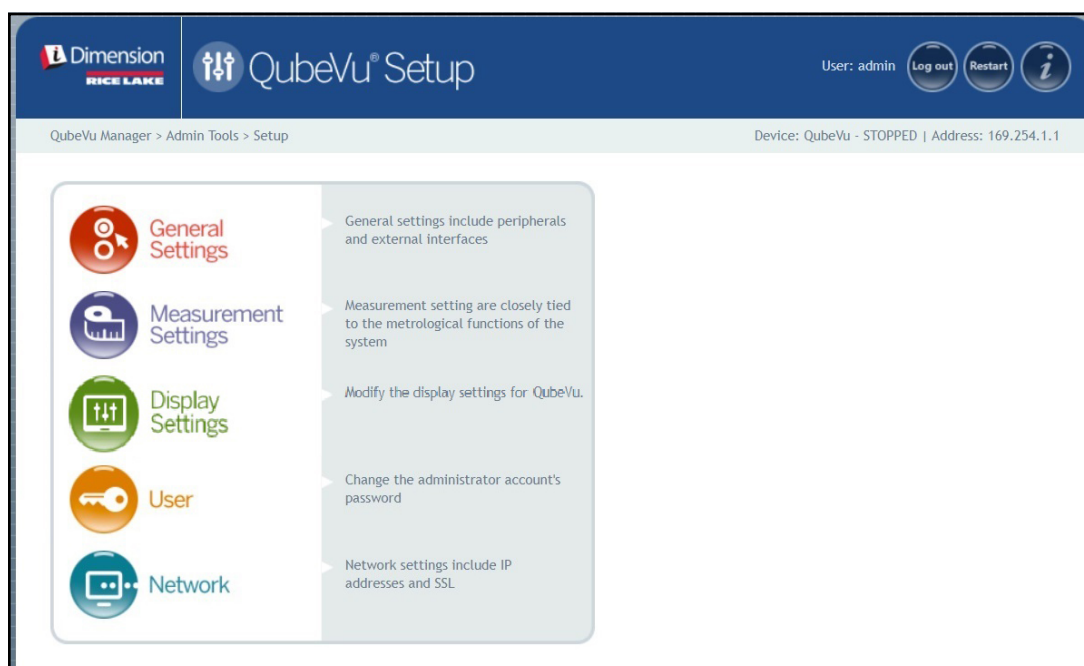 i Dimension
RICE LAKE
QubeVu® Setup
User: admin
Log out
Restart
i
QubeVu Manager > Admin Tools > Setup
Device: QubeVu - STOPPED | Address: 169.254.1.1
General
Settings
General settings include peripherals
and external interfaces
Measurement
Settings
Measurement setting are closely tied
to the metrological functions of the
system
Display
Settings
Modify the display settings for QubeVu.
User
Change the administrator account's
password
Network
Network settings include IP
addresses and SSL